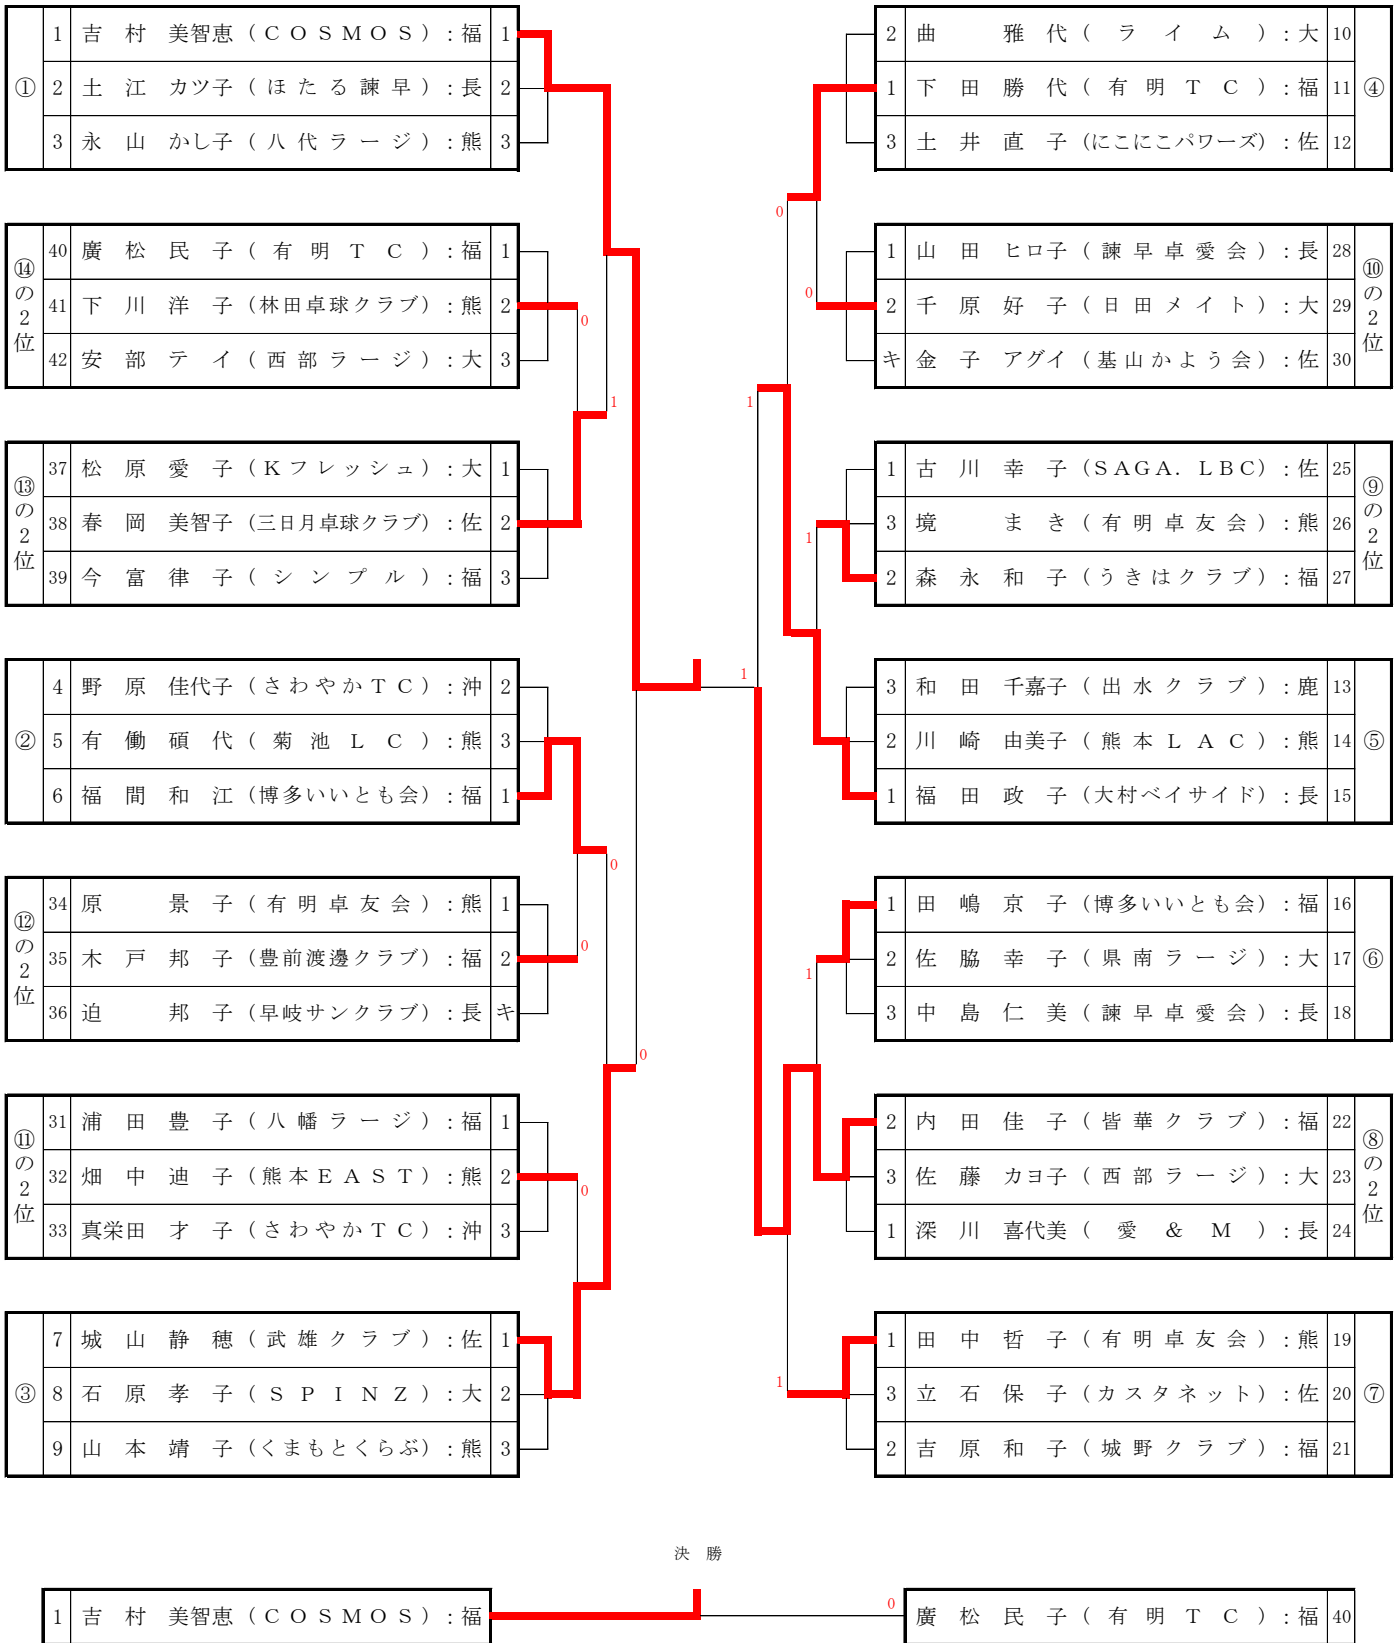 ① 1 吉村 美智恵 (COSMOS) : 福 1
2 土江 カツ子 (ほたる諫早) : 長 2
3 永山 かし子 (八代ラージ) : 熊 3
⑭の2位 40 廣松 民子 (有明TC) : 福 1
41 下川 洋子 (林田卓球クラブ) : 熊 2
42 安部 テイ (西部ラージ) : 大 3
0
1
⑬の2位 37 松原 愛子 (Kフレッシュ) : 大 1
38 春岡 美智子 (三日月卓球クラブ) : 佐 2
39 今富 律子 (シンプル) : 福 3
② 4 野原 佳代子 (さわやかTC) : 沖 2
5 有働 碩代 (菊池LC) : 熊 3
6 福間 和江 (博多いいとも会) : 福 1
0
⑫の2位 34 原 景子 (有明卓友会) : 熊 1
35 木戸 邦子 (豊前渡邊クラブ) : 福 2
36 迫 邦子 (早岐サンクラブ) : 長 キ
0
0
⑪の2位 31 浦田 豊子 (八幡ラージ) : 福 1
32 畑中 迪子 (熊本EAST) : 熊 2
33 真栄田 才子 (さわやかTC) : 沖 3
0
③ 7 城山 静穂 (武雄クラブ) : 佐 1
8 石原 孝子 (SPINZ) : 大 2
9 山本 靖子 (くまもとくらぶ) : 熊 3
2 曲 雅代 (ライム) : 大 10 ④
1 下田 勝代 (有明TC) : 福 11
3 土井 直子 (にこにこパワーズ) : 佐 12
0
1 山田 ヒロ子 (諫早卓愛会) : 長 28 ⑩の2位
0
2 千原 好子 (日田メイト) : 大 29
キ 金子 アグイ (基山かよう会) : 佐 30
1
1 古川 幸子 (SAGA.LBC) : 佐 25 ⑨の2位
3 境 まき (有明卓友会) : 熊 26
1
2 森永 和子 (うきはクラブ) : 福 27
1
3 和田 千嘉子 (出水クラブ) : 鹿 13 ⑤
2 川崎 由美子 (熊本LAC) : 熊 14
1 福田 政子 (大村ベイサイド) : 長 15
1 田嶋 京子 (博多いいとも会) : 福 16 ⑥
2 佐脇 幸子 (県南ラージ) : 大 17
1
3 中島 仁美 (諫早卓愛会) : 長 18
2 内田 佳子 (皆華クラブ) : 福 22 ⑧の2位
3 佐藤 カヨ子 (西部ラージ) : 大 23
1 深川 喜代美 (愛&M) : 長 24
1 田中 哲子 (有明卓友会) : 熊 19 ⑦
1
3 立石 保子 (カスタネット) : 佐 20
2 吉原 和子 (城野クラブ) : 福 21
決 勝
1 吉村 美智恵 (COSMOS) : 福
0
廣松 民子 (有明TC) : 福 40